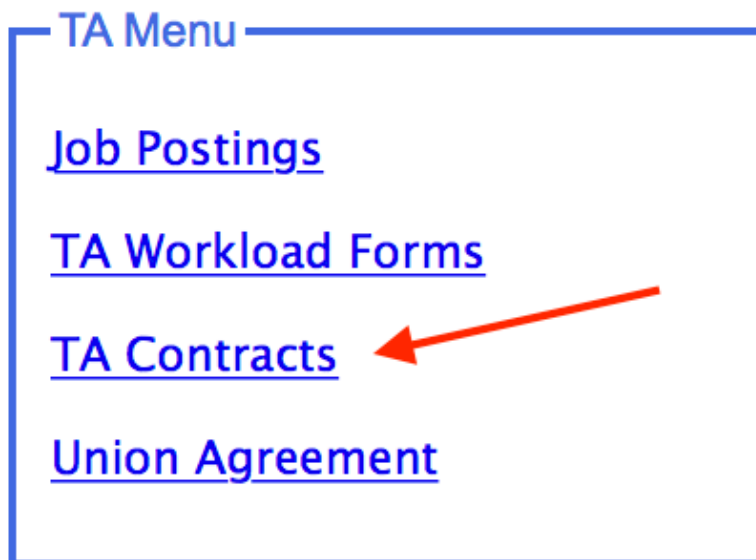 TA Menu
Job Postings
TA Workload Forms
TA Contracts
Union Agreement